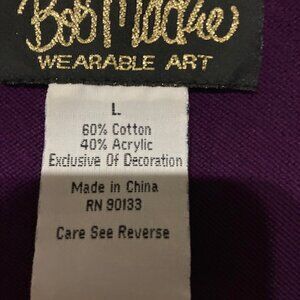 Bob Mackie
WEARABLE ART
L
60% Cotton
40% Acrylic
Exclusive Of Decoration
Made in China
RN 90133
Care See Reverse